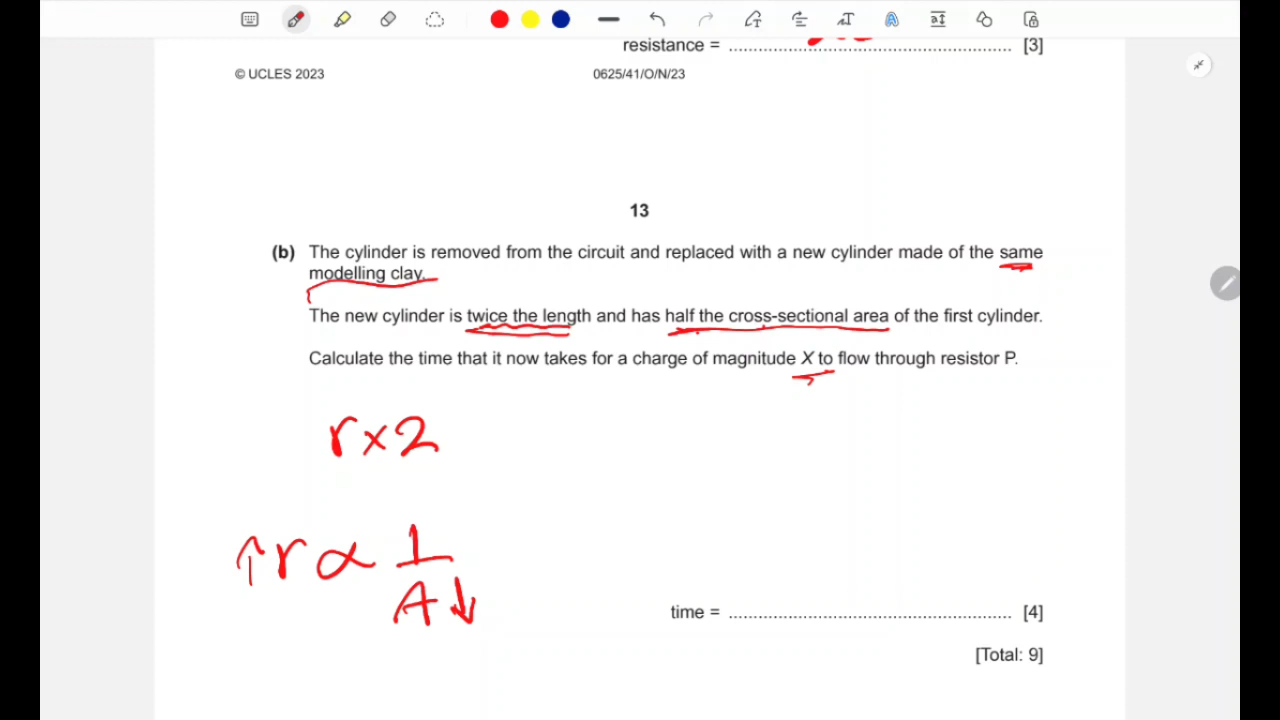 resistance = ........................................................ [3]
© UCLES 2023
0625/41/O/N/23
13
(b) The cylinder is removed from the circuit and replaced with a new cylinder made of the same
modelling clay.
The new cylinder is twice the length and has half the cross-sectional area of the first cylinder.
Calculate the time that it now takes for a charge of magnitude X to flow through resistor P.
r × 2
↑ r ∝ 1
A ↓
time = ........................................................ [4]
[Total: 9]